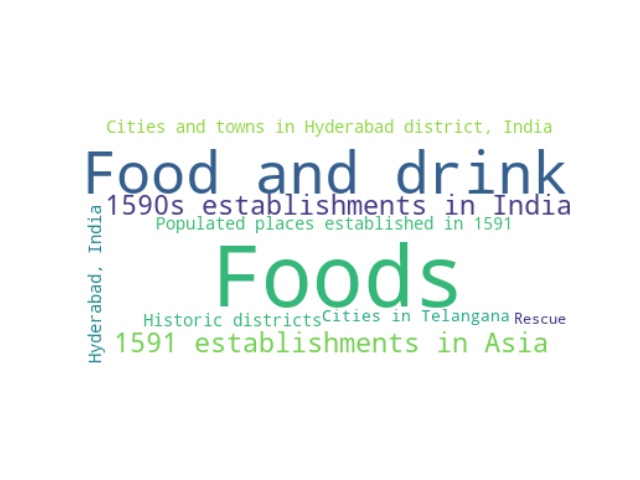 Cities and towns in Hyderabad district, India
Food and drink
1590s establishments in India
Populated places established in 1591
Hyderabad, India
Foods
Historic districts
Cities in Telangana
Rescue
1591 establishments in Asia